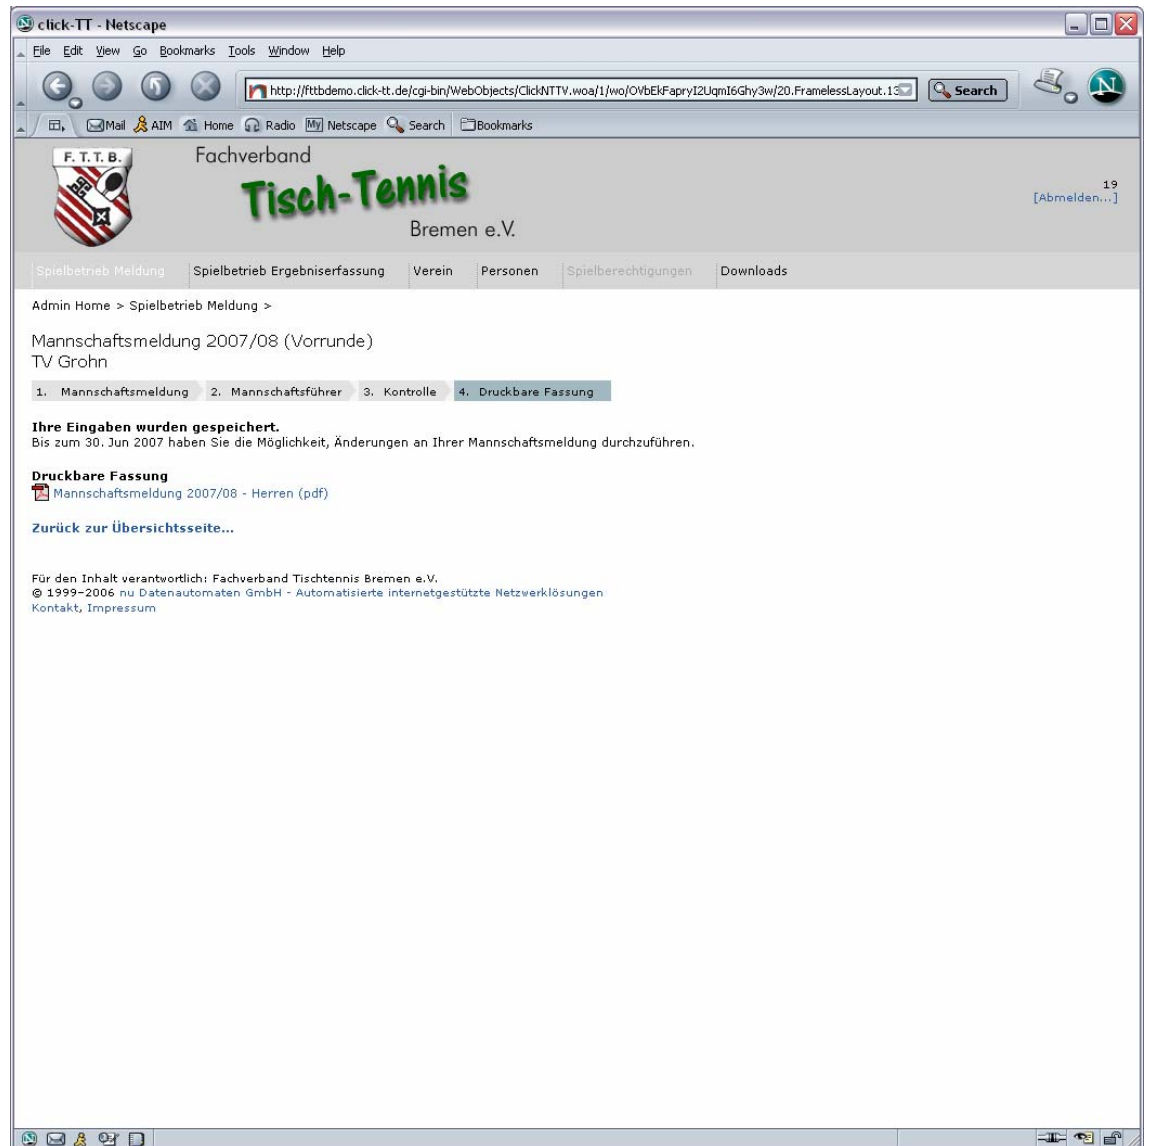 click-TT - Netscape
File Edit View Go Bookmarks Tools Window Help
http://fttbdemo.click-tt.de/cgi-bin/WebObjects/ClickNTTV.woa/1/wo/OVbEkFapryI2UqmI6Ghy3w/20.FramelessLayout.13 Search
Mail AIM Home Radio My Netscape Search Bookmarks
F.T.T.B.
Fachverband
Tisch-Tennis
Bremen e.V.
19
[Abmelden...]
Spielbetrieb Meldung Spielbetrieb Ergebniserfassung Verein Personen Spielberechtigungen Downloads
Admin Home > Spielbetrieb Meldung >
Mannschaftsmeldung 2007/08 (Vorrunde)
TV Grohn
1. Mannschaftsmeldung 2. Mannschaftsführer 3. Kontrolle 4. Druckbare Fassung
Ihre Eingaben wurden gespeichert.
Bis zum 30. Jun 2007 haben Sie die Möglichkeit, Änderungen an Ihrer Mannschaftsmeldung durchzuführen.
Druckbare Fassung
Mannschaftsmeldung 2007/08 - Herren (pdf)
Zurück zur Übersichtsseite...
Für den Inhalt verantwortlich: Fachverband Tischtennis Bremen e.V.
© 1999-2006 nu Datenautomaten GmbH - Automatisierte internetgestützte Netzwerklösungen
Kontakt, Impressum